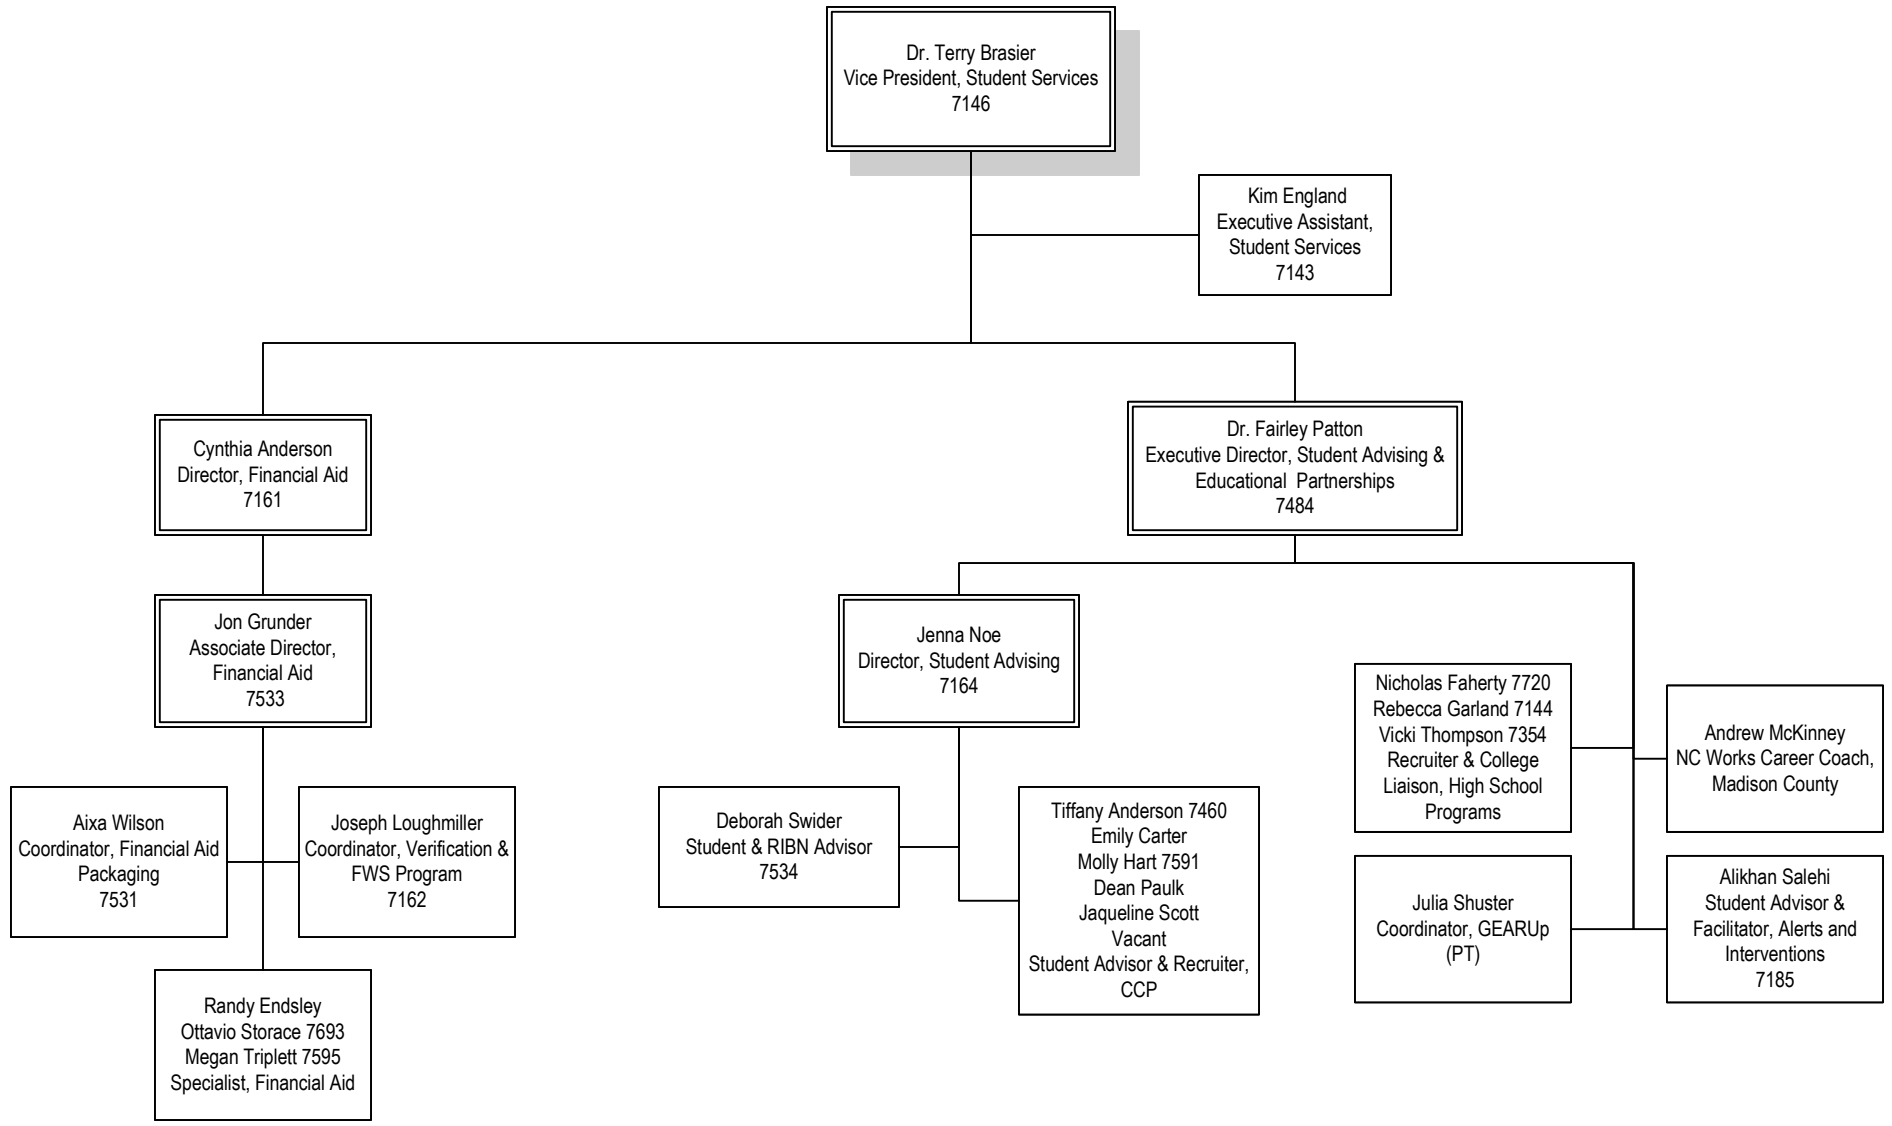 Dr. Terry Brasier
Vice President, Student Services
7146
Kim England
Executive Assistant,
Student Services
7143
Cynthia Anderson
Director, Financial Aid
7161
Dr. Fairley Patton
Executive Director, Student Advising &
Educational Partnerships
7484
Jon Grunder
Associate Director,
Financial Aid
7533
Jenna Noe
Director, Student Advising
7164
Nicholas Faherty 7720
Rebecca Garland 7144
Vicki Thompson 7354
Recruiter & College
Liaison, High School
Programs
Andrew McKinney
NC Works Career Coach,
Madison County
Aixa Wilson
Coordinator, Financial Aid
Packaging
7531
Joseph Loughmiller
Coordinator, Verification &
FWS Program
7162
Deborah Swider
Student & RIBN Advisor
7534
Tiffany Anderson 7460
Emily Carter
Molly Hart 7591
Dean Paulk
Jaqueline Scott
Vacant
Student Advisor & Recruiter,
CCP
Julia Shuster
Coordinator, GEARUp
(PT)
Alikhan Salehi
Student Advisor &
Facilitator, Alerts and
Interventions
7185
Randy Endsley
Ottavio Storace 7693
Megan Triplett 7595
Specialist, Financial Aid